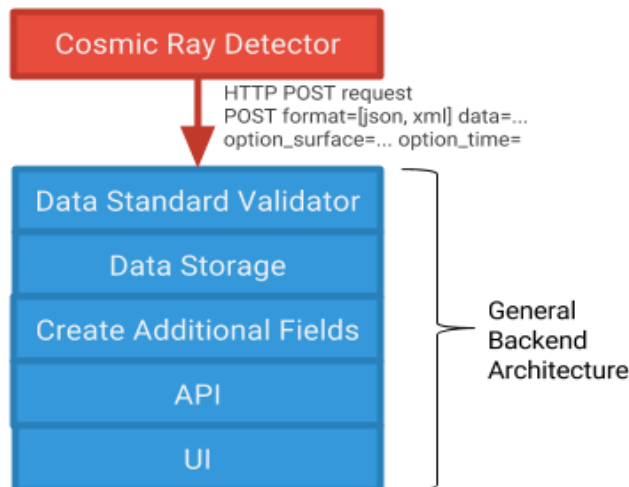 Cosmic Ray Detector
HTTP POST request
POST format=[json, xml] data=...
option_surface=... option_time=
Data Standard Validator
Data Storage
Create Additional Fields
API
UI
General
Backend
Architecture